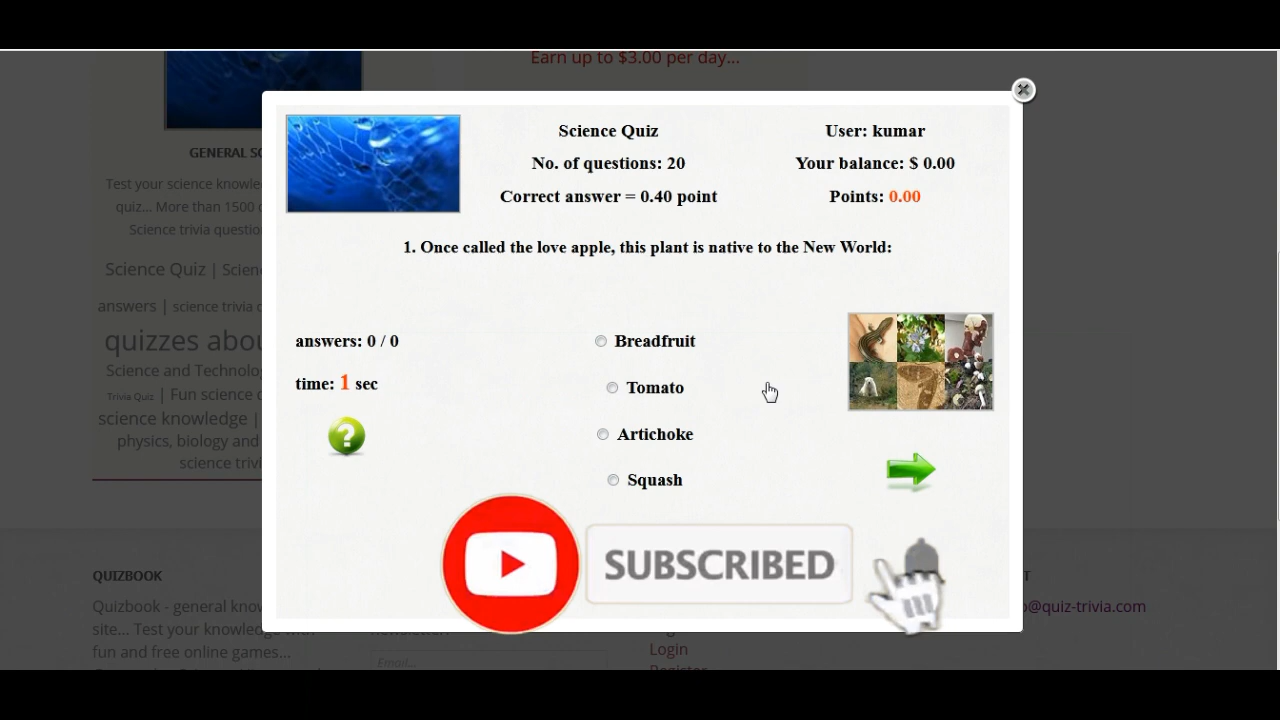 Earn up to $3.00 per day...
GENERAL SC
Test your science knowle
quiz... More than 1500 
Science trivia questio
Science Quiz | Scien
answers | science trivia
quizzes abou
Science and Technolog
Trivia Quiz | Fun science
science knowledge |
physics, biology and
science trivi
Science Quiz
No. of questions: 20
Correct answer = 0.40 point
User: kumar
Your balance: $ 0.00
Points: 0.00
1. Once called the love apple, this plant is native to the New World:
answers: 0 / 0
time: 1 sec
?
Breadfruit
Tomato
Artichoke
Squash
SUBSCRIBED
QUIZBOOK
Quizbook - general know
site... Test your knowledge with
fun and free online games...
Email...
Login
Register
o@quiz-trivia.com